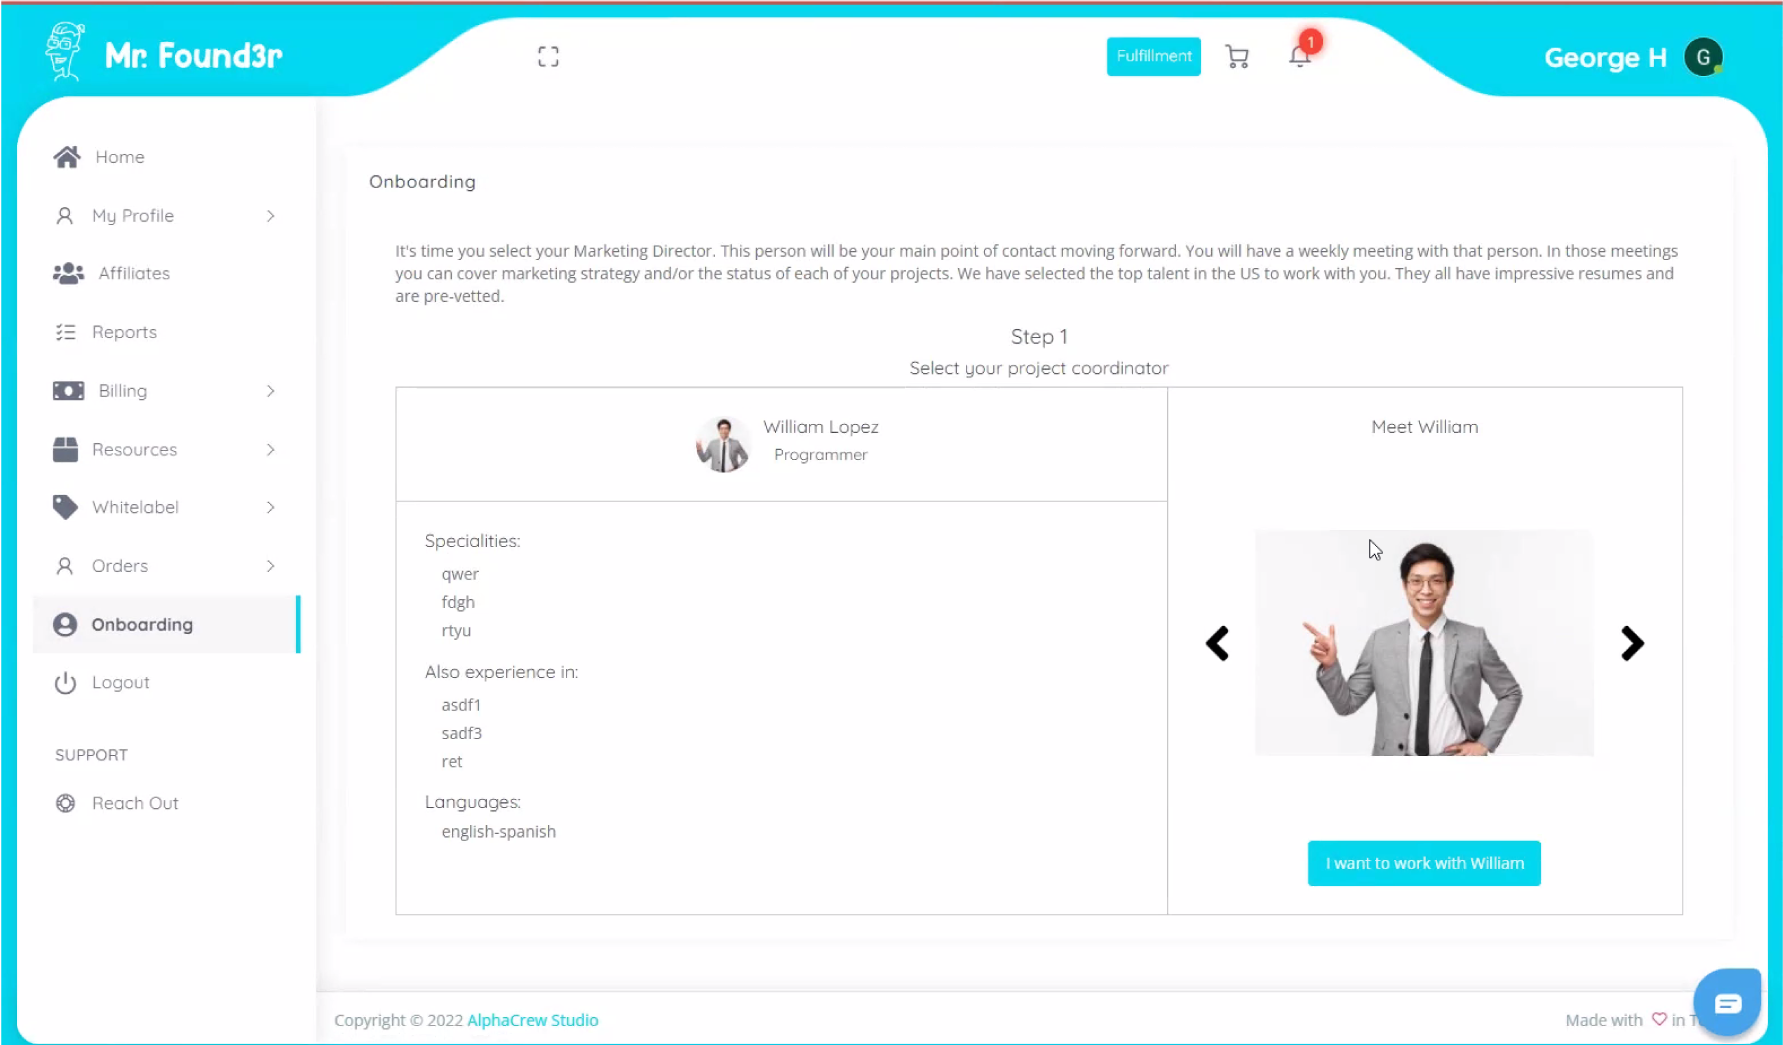 Mr. Found3r
Fulfillment
1
George H
G
Home
My Profile
Affiliates
Reports
Billing
Resources
Whitelabel
Orders
Onboarding
Logout
SUPPORT
Reach Out
Onboarding
It's time you select your Marketing Director. This person will be your main point of contact moving forward. You will have a weekly meeting with that person. In those meetings
you can cover marketing strategy and/or the status of each of your projects. We have selected the top talent in the US to work with you. They all have impressive resumes and
are pre-vetted.
Step 1
Select your project coordinator
William Lopez
Programmer
Specialities:
qwer
fdgh
rtyu
Also experience in:
asdf1
sadf3
ret
Languages:
english-spanish
Meet William
I want to work with William
Copyright © 2022 AlphaCrew Studio
Made with ♡ in